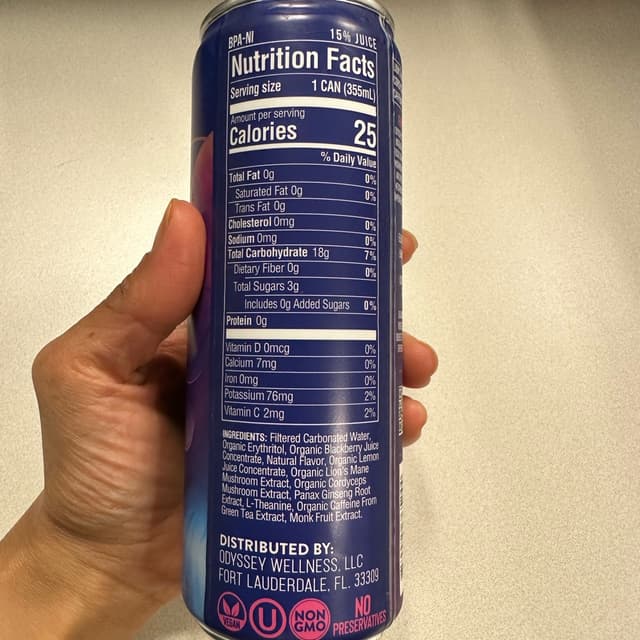 BPA-NI 15% JUICE
Nutrition Facts
Serving size 1 CAN (355mL)
Amount per serving
Calories 25
% Daily Value
Total Fat 0g 0%
Saturated Fat 0g 0%
Trans Fat 0g
Cholesterol 0mg 0%
Sodium 0mg 0%
Total Carbohydrate 18g 7%
Dietary Fiber 0g 0%
Total Sugars 3g
Includes 0g Added Sugars 0%
Protein 0g
Vitamin D 0mcg 0%
Calcium 7mg 0%
Iron 0mg 0%
Potassium 76mg 2%
Vitamin C 2mg 2%
INGREDIENTS: Filtered Carbonated Water,
Organic Erythritol, Organic Blackberry Juice
Concentrate, Natural Flavor, Organic Lemon
Juice Concentrate, Organic Lion's Mane
Mushroom Extract, Organic Cordyceps
Mushroom Extract, Panax Ginseng Root
Extract, L-Theanine, Organic Caffeine From
Green Tea Extract, Monk Fruit Extract.
DISTRIBUTED BY:
ODYSSEY WELLNESS, LLC
FORT LAUDERDALE, FL. 33309
VEGAN
U
NON
GMO
NO
PRESERVATIVES